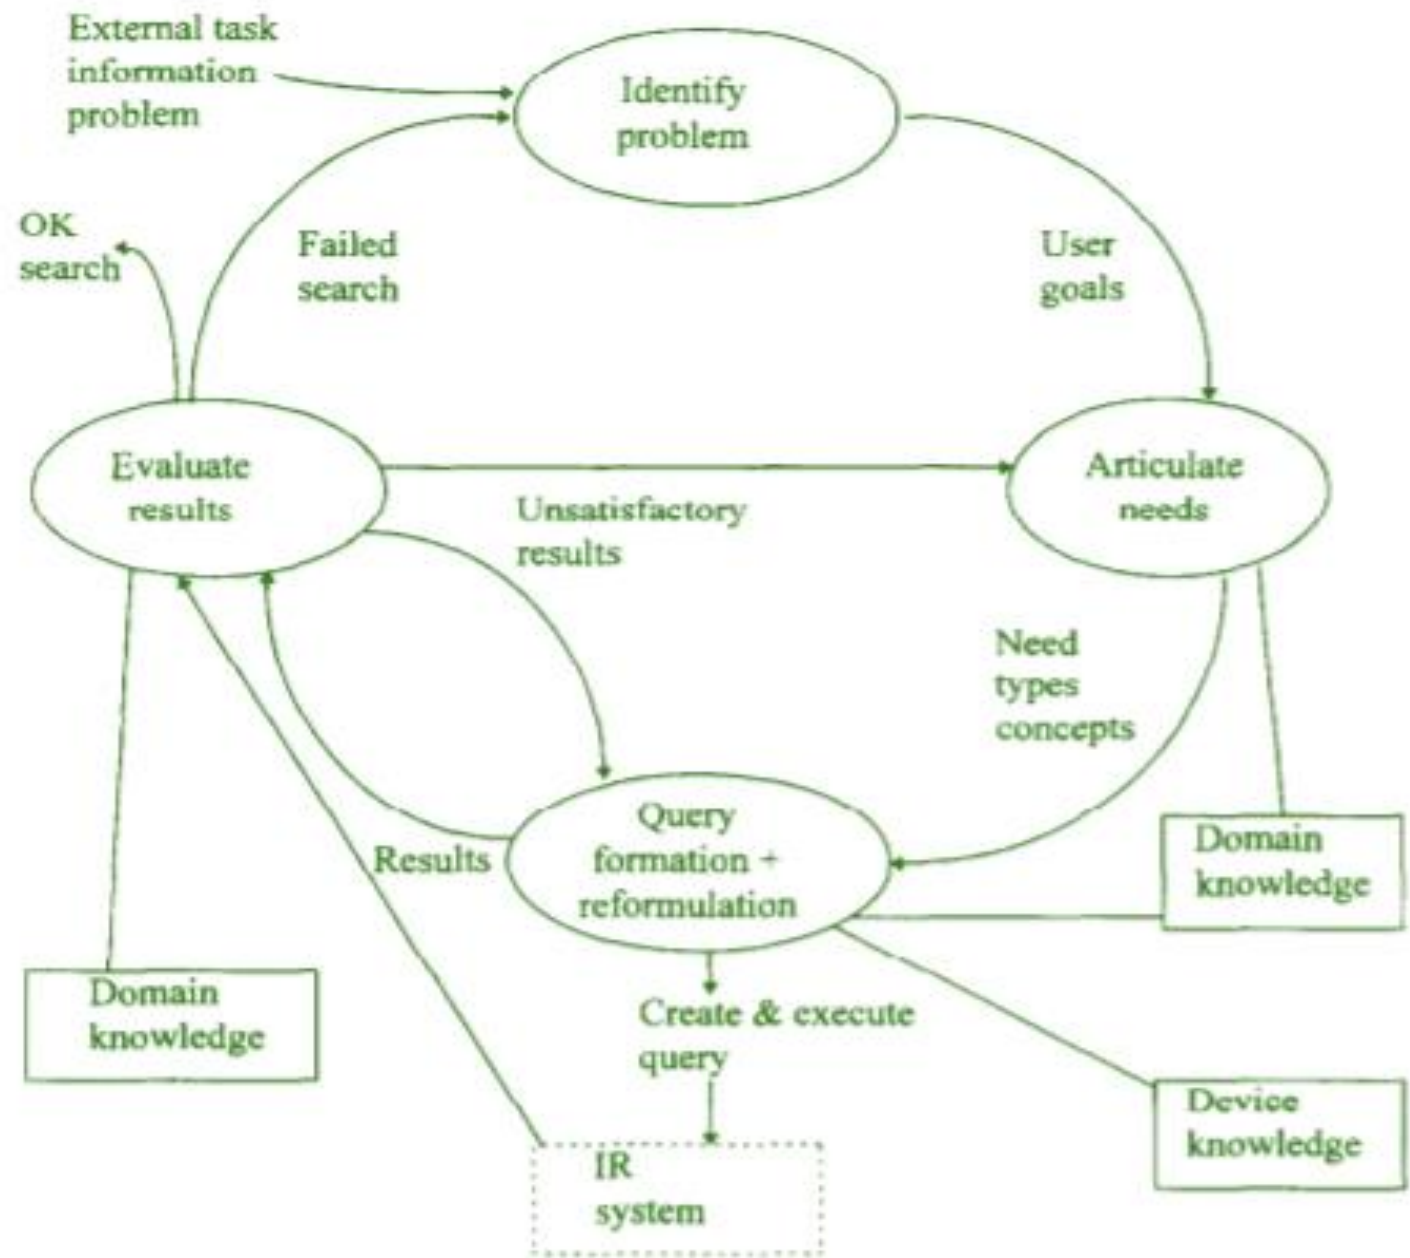 External task
information
problem
Identify
problem
OK
search
Failed
search
User
goals
Evaluate
results
Articulate
needs
Unsatisfactory
results
Need
types
concepts
Query
formation +
reformulation
Results
Domain
knowledge
Domain
knowledge
Create & execute
query
Device
knowledge
IR
system